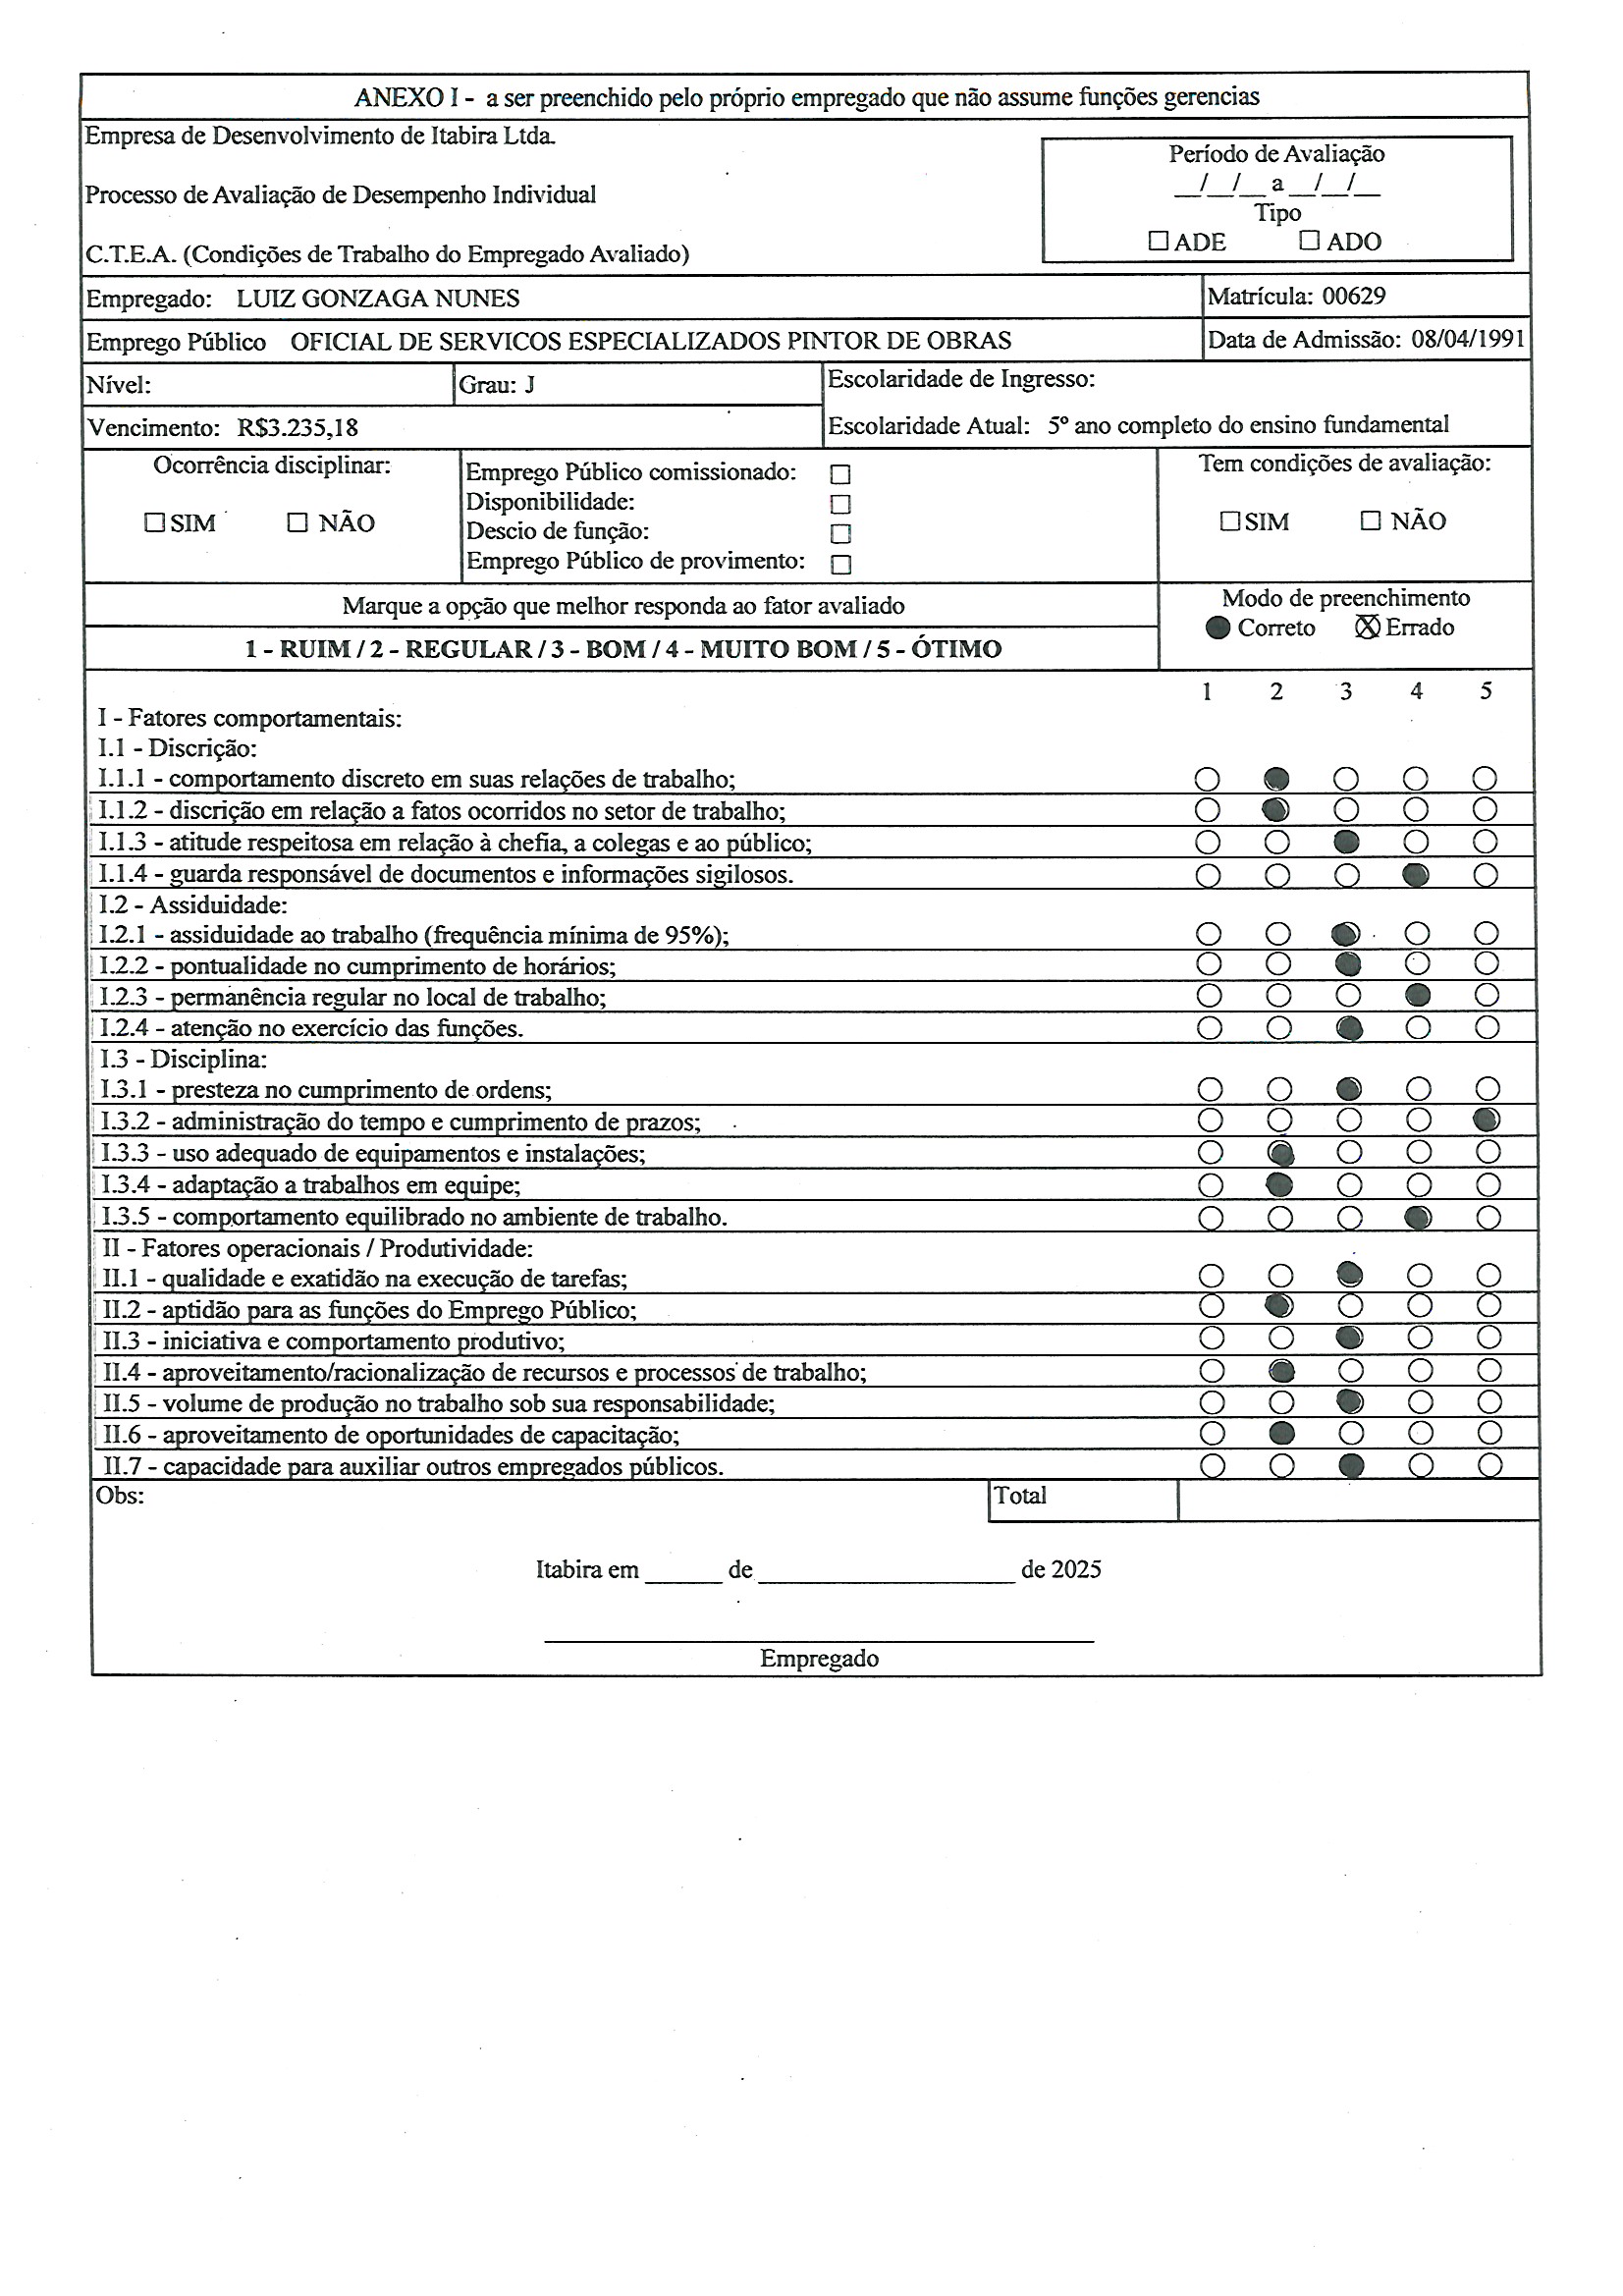 ANEXO I - a ser preenchido pelo próprio empregado que não assume funções gerencias
Empresa de Desenvolvimento de Itabira Ltda.
Processo de Avaliação de Desempenho Individual
C.T.E.A. (Condições de Trabalho do Empregado Avaliado)
Período de Avaliação
__/__/__ a __/__/__
Tipo
☐ ADE ☐ ADO
Empregado: LUIZ GONZAGA NUNES
Matrícula: 00629
Emprego Público OFICIAL DE SERVICOS ESPECIALIZADOS PINTOR DE OBRAS
Data de Admissão: 08/04/1991
Nível:
Grau: J
Escolaridade de Ingresso:
Vencimento: R$3.235,18
Escolaridade Atual: 5º ano completo do ensino fundamental
Ocorrência disciplinar:
☐ SIM ☐ NÃO
Emprego Público comissionado: ☐
Disponibilidade: ☐
Descio de função: ☐
Emprego Público de provimento: ☐
Tem condições de avaliação:
☐ SIM ☐ NÃO
Marque a opção que melhor responda ao fator avaliado
1 - RUIM / 2 - REGULAR / 3 - BOM / 4 - MUITO BOM / 5 - ÓTIMO
Modo de preenchimento
● Correto ⊗ Errado
1 2 3 4 5
I - Fatores comportamentais:
I.1 - Discrição:
I.1.1 - comportamento discreto em suas relações de trabalho; ○ ● ○ ○ ○
I.1.2 - discrição em relação a fatos ocorridos no setor de trabalho; ○ ● ○ ○ ○
I.1.3 - atitude respeitosa em relação à chefia, a colegas e ao público; ○ ○ ● ○ ○
I.1.4 - guarda responsável de documentos e informações sigilosos. ○ ○ ○ ● ○
I.2 - Assiduidade:
I.2.1 - assiduidade ao trabalho (frequência mínima de 95%); ○ ○ ● ○ ○
I.2.2 - pontualidade no cumprimento de horários; ○ ○ ● ○ ○
I.2.3 - permanência regular no local de trabalho; ○ ○ ○ ● ○
I.2.4 - atenção no exercício das funções. ○ ○ ● ○ ○
I.3 - Disciplina:
I.3.1 - presteza no cumprimento de ordens; ○ ○ ● ○ ○
I.3.2 - administração do tempo e cumprimento de prazos; ○ ○ ○ ○ ●
I.3.3 - uso adequado de equipamentos e instalações; ○ ● ○ ○ ○
I.3.4 - adaptação a trabalhos em equipe; ○ ● ○ ○ ○
I.3.5 - comportamento equilibrado no ambiente de trabalho. ○ ○ ○ ● ○
II - Fatores operacionais / Produtividade:
II.1 - qualidade e exatidão na execução de tarefas; ○ ○ ● ○ ○
II.2 - aptidão para as funções do Emprego Público; ○ ● ○ ○ ○
II.3 - iniciativa e comportamento produtivo; ○ ○ ● ○ ○
II.4 - aproveitamento/racionalização de recursos e processos de trabalho; ○ ● ○ ○ ○
II.5 - volume de produção no trabalho sob sua responsabilidade; ○ ○ ● ○ ○
II.6 - aproveitamento de oportunidades de capacitação; ○ ● ○ ○ ○
II.7 - capacidade para auxiliar outros empregados públicos. ○ ○ ● ○ ○
Obs:
Total
Itabira em ______ de ____________________ de 2025
Empregado